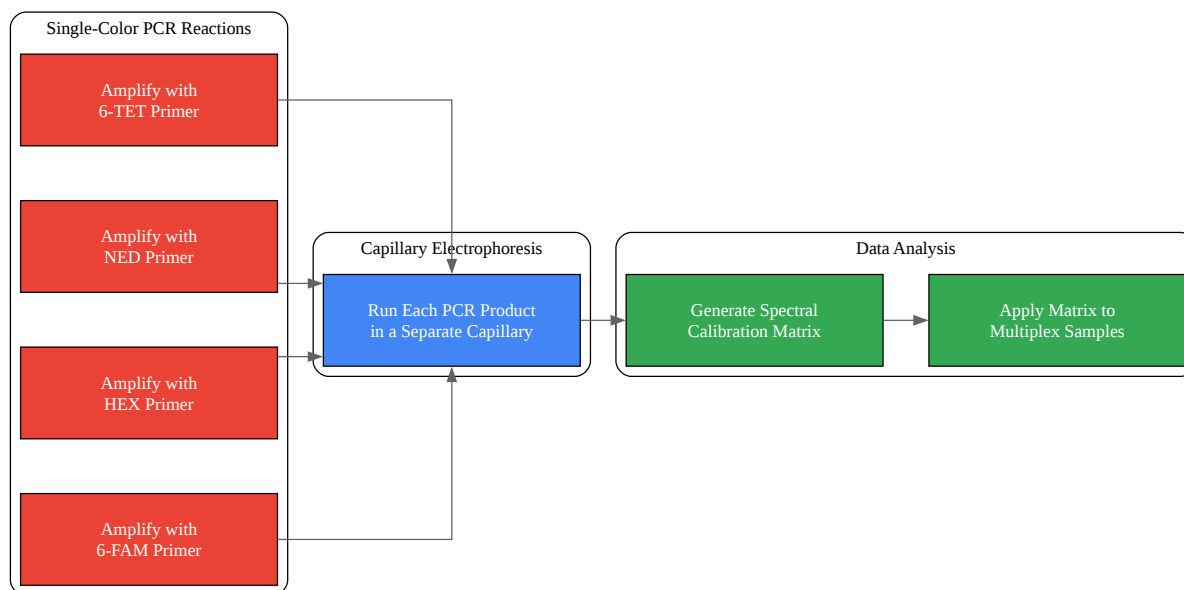 Single-Color PCR Reactions
Amplify with
6-TET Primer
Amplify with
NED Primer
Amplify with
HEX Primer
Amplify with
6-FAM Primer
Capillary Electrophoresis
Run Each PCR Product
in a Separate Capillary
Data Analysis
Generate Spectral
Calibration Matrix
Apply Matrix to
Multiplex Samples